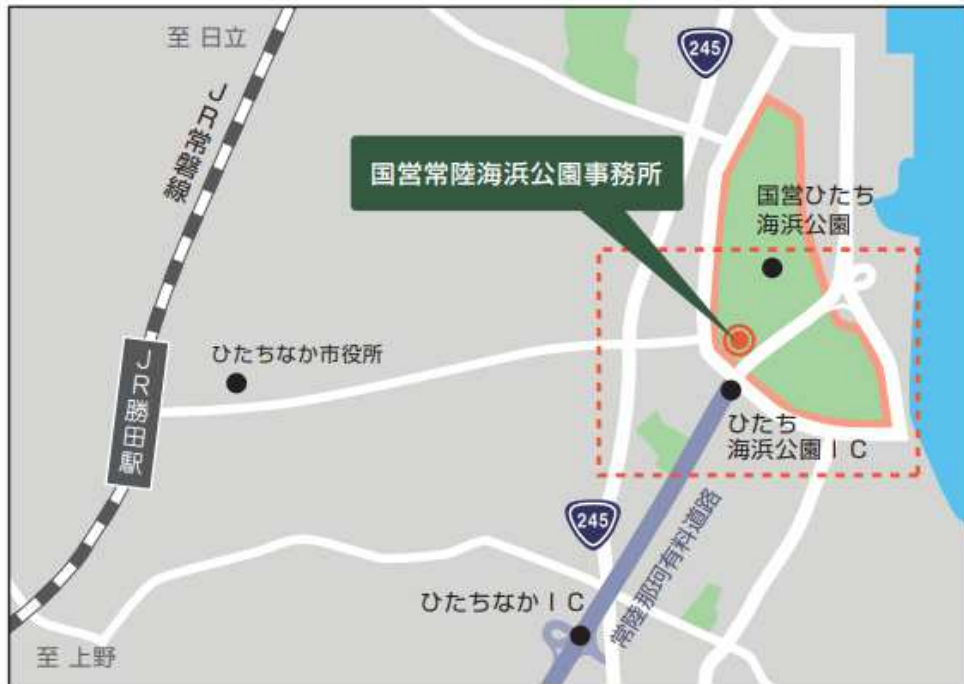 至 日立
245
JR常磐線
国営常陸海浜公園事務所
国営ひたち
海浜公園
ひたちなか市役所
JR勝田駅
ひたち
海浜公園IC
245
常陸那珂有料道路
ひたちなかIC
至 上野